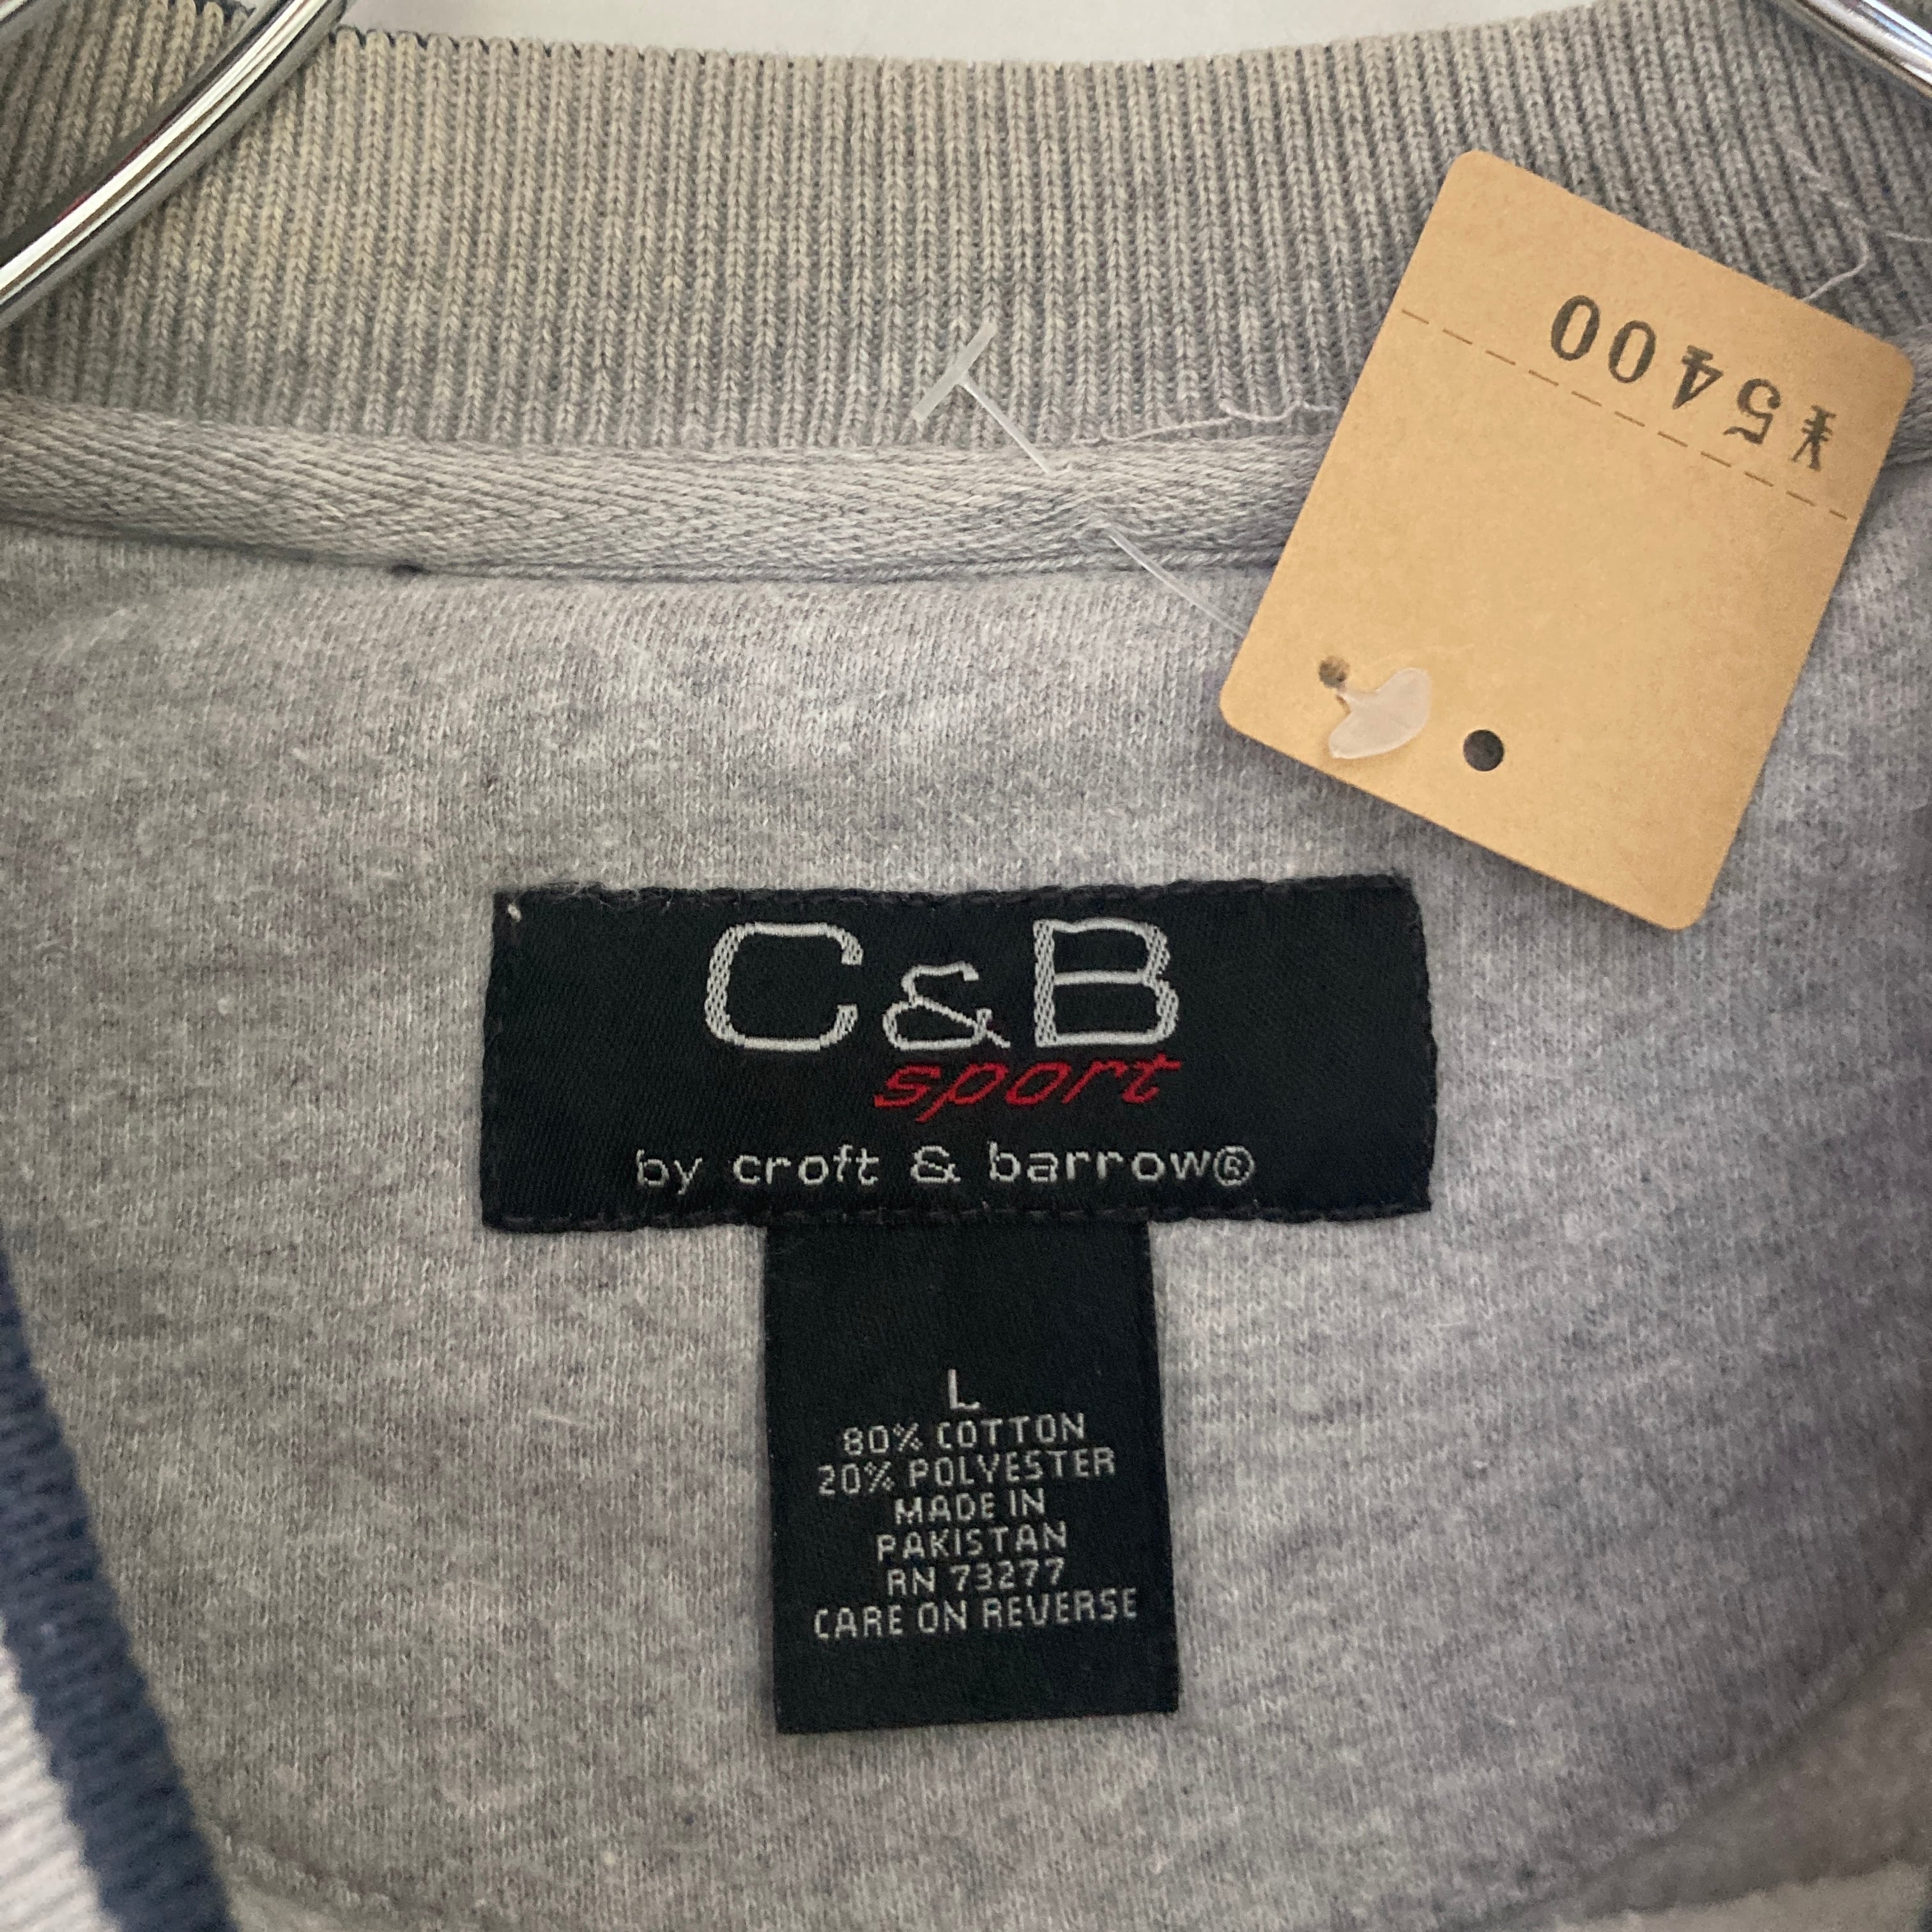 ¥5400
C&B
sport
by croft & barrow®
L
80% COTTON
20% POLYESTER
MADE IN
PAKISTAN
RN 73277
CARE ON REVERSE